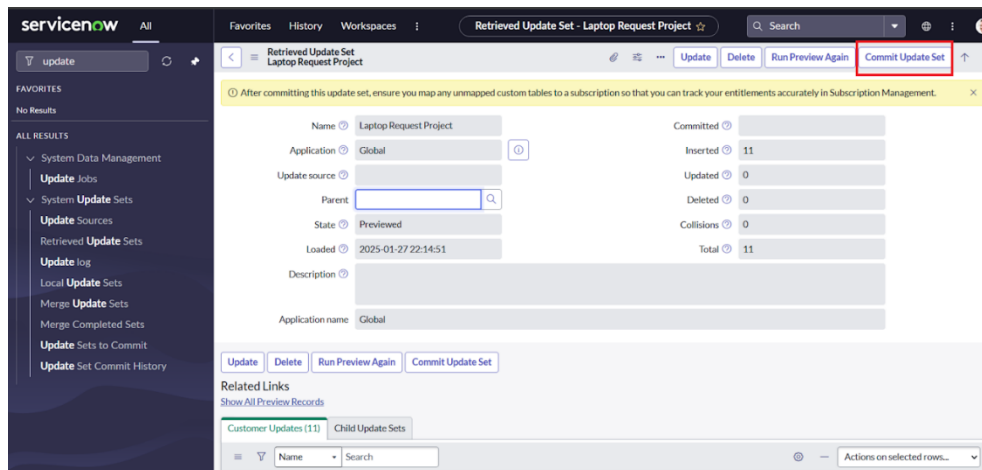 servicenow All Favorites History Workspaces Retrieved Update Set - Laptop Request Project Search
update
FAVORITES
No Results
ALL RESULTS
System Data Management
Update Jobs
System Update Sets
Update Sources
Retrieved Update Sets
Update log
Local Update Sets
Merge Update Sets
Merge Completed Sets
Update Sets to Commit
Update Set Commit History
Retrieved Update Set
Laptop Request Project
Update Delete Run Preview Again Commit Update Set
After committing this update set, ensure you map any unmapped custom tables to a subscription so that you can track your entitlements accurately in Subscription Management.
Name Laptop Request Project Committed
Application Global Inserted 11
Update source Updated 0
Parent Deleted 0
State Previewed Collisions 0
Loaded 2025-01-27 22:14:51 Total 11
Description
Application name Global
Update Delete Run Preview Again Commit Update Set
Related Links
Show All Preview Records
Customer Updates (11) Child Update Sets
Name Search Actions on selected rows...